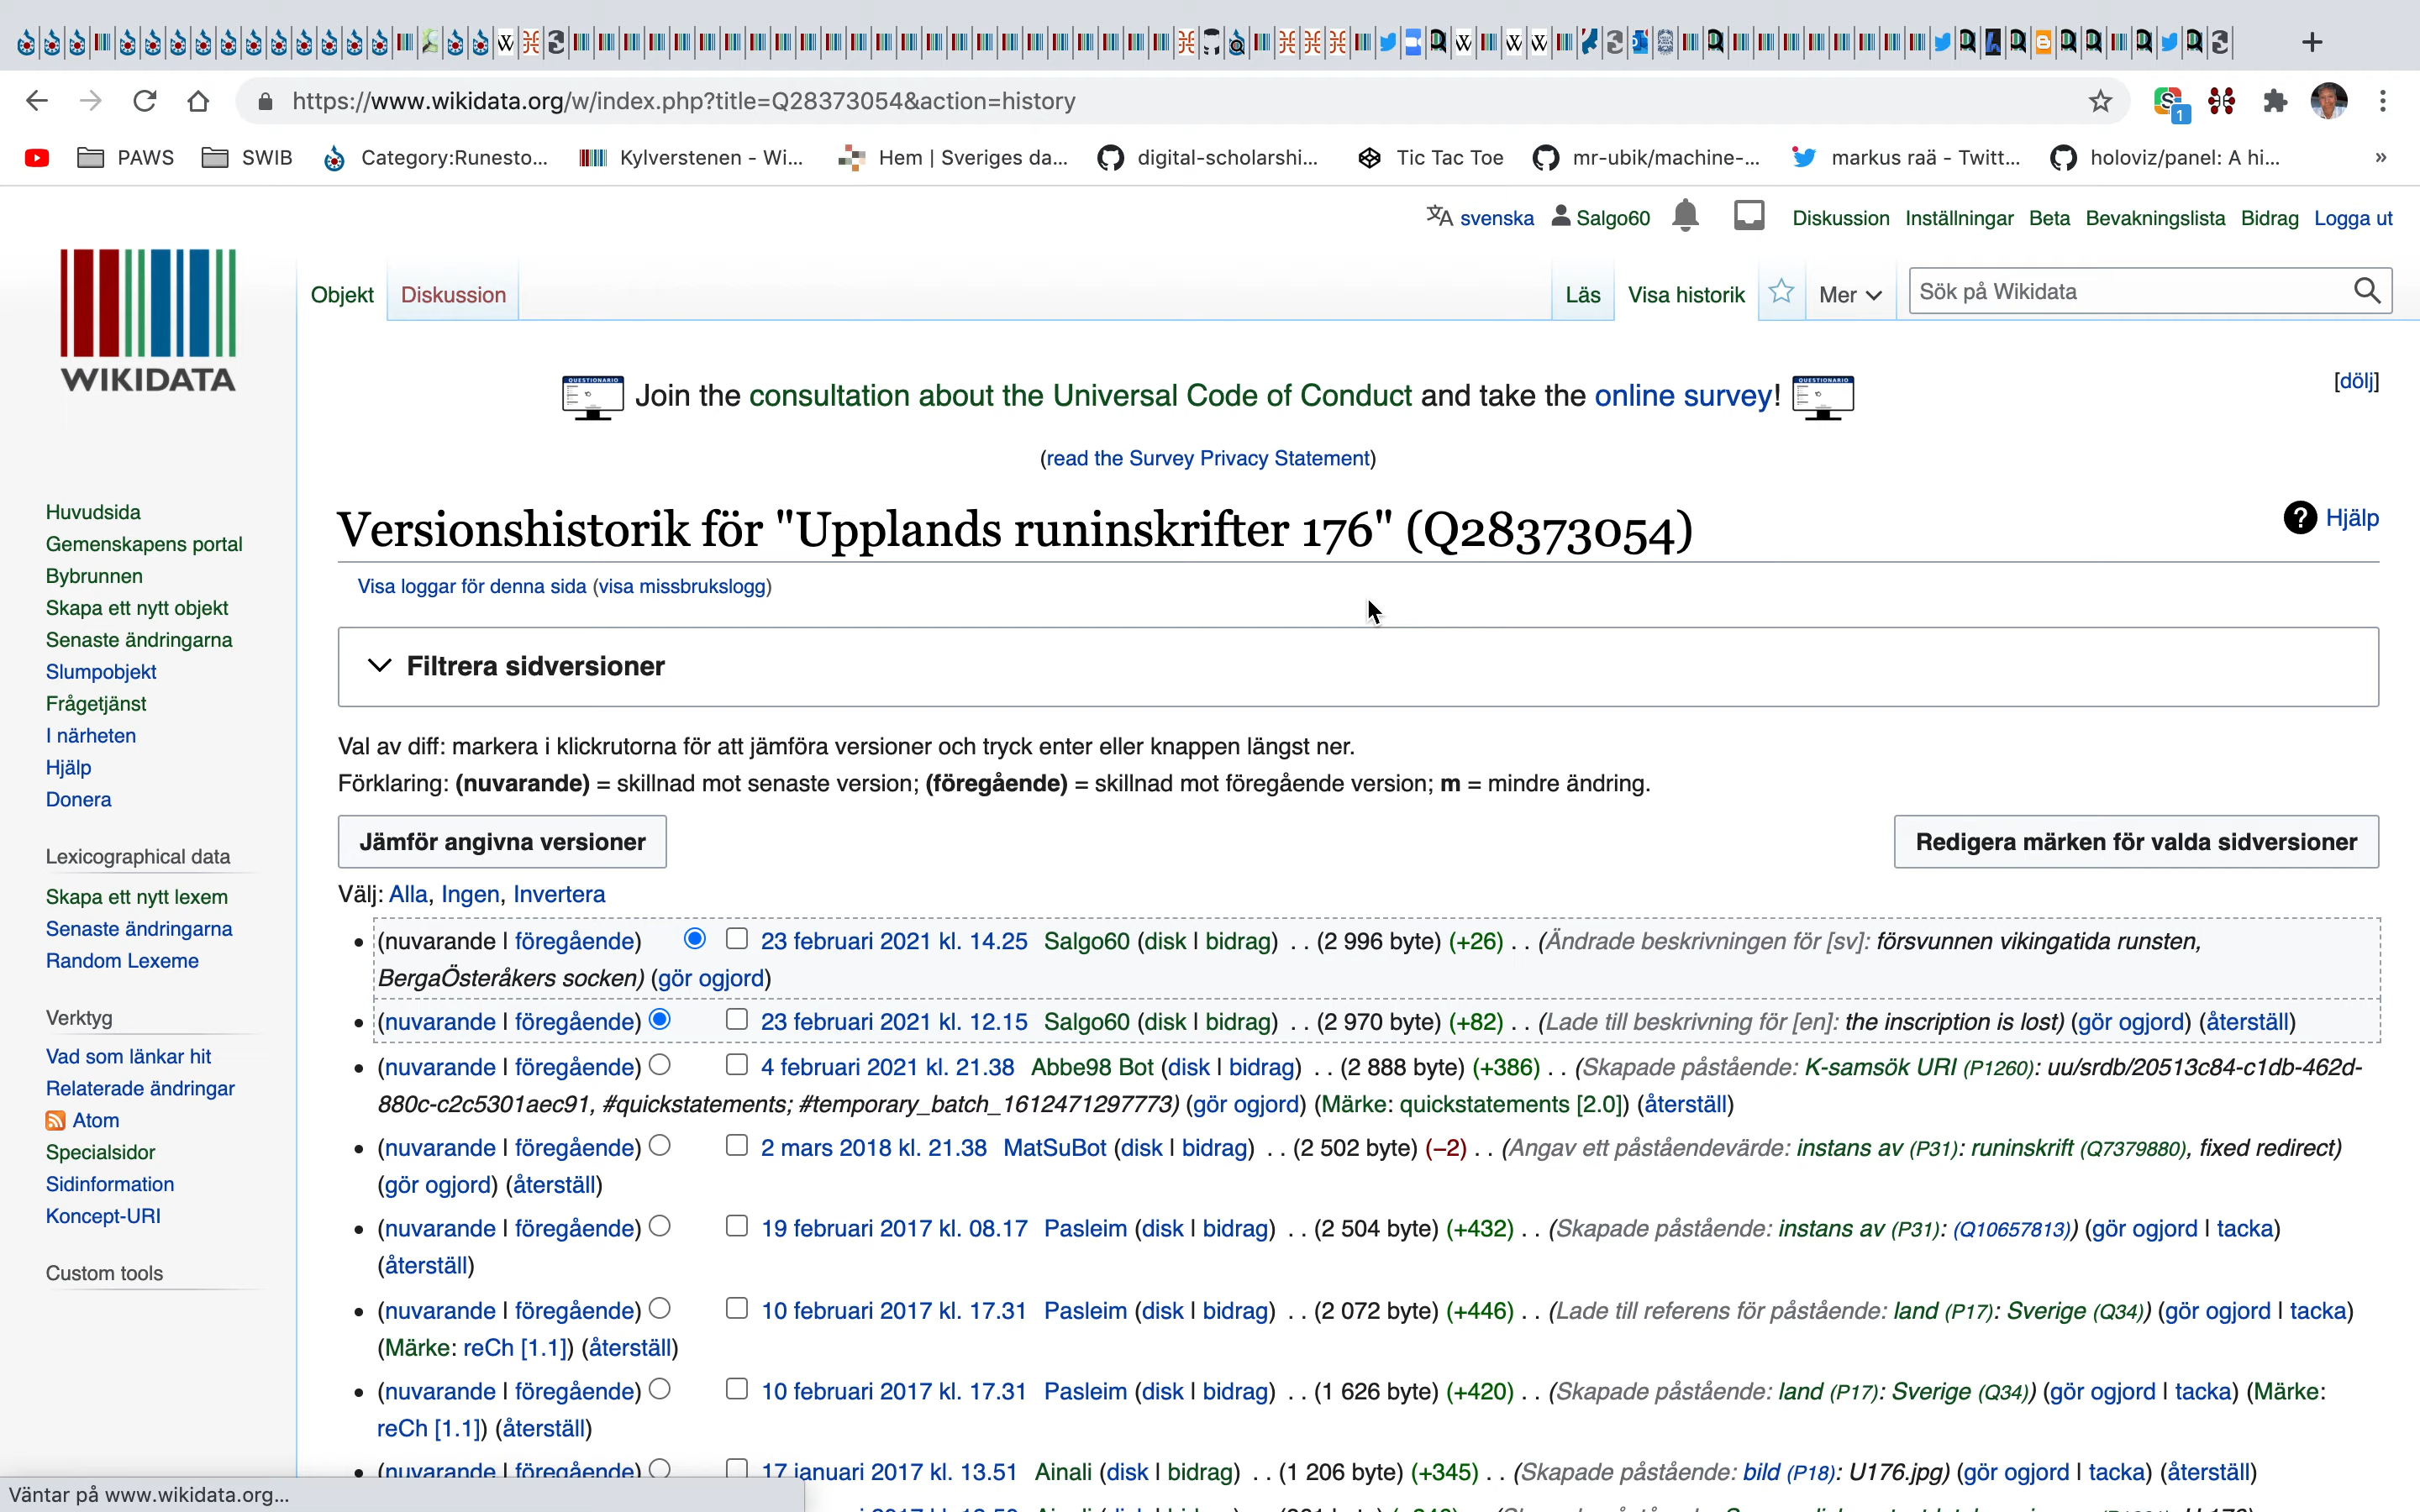 https://www.wikidata.org/w/index.php?title=Q28373054&action=history
1
PAWS SWIB Category:Runesto... Kylverstenen - Wi... Hem | Sveriges da... digital-scholarshi... Tic Tac Toe mr-ubik/machine-... markus raä - Twitt... holoviz/panel: A hi... »
svenska Salgo60 Diskussion Inställningar Beta Bevakningslista Bidrag Logga ut
WIKIDATA
Objekt Diskussion Läs Visa historik Mer Sök på Wikidata
Join the consultation about the Universal Code of Conduct and take the online survey! [dölj]
(read the Survey Privacy Statement)
Versionshistorik för "Upplands runinskrifter 176" (Q28373054)
? Hjälp
Visa loggar för denna sida (visa missbrukslogg)
Filtrera sidversioner
Val av diff: markera i klickrutorna för att jämföra versioner och tryck enter eller knappen längst ner.
Förklaring: (nuvarande) = skillnad mot senaste version; (föregående) = skillnad mot föregående version; m = mindre ändring.
Jämför angivna versioner Redigera märken för valda sidversioner
Välj: Alla, Ingen, Invertera
(nuvarande | föregående) 23 februari 2021 kl. 14.25 Salgo60 (disk | bidrag) . . (2 996 byte) (+26) . . (Ändrade beskrivningen för [sv]: försvunnen vikingatida runsten,
BergaÖsteråkers socken) (gör ogjord)
(nuvarande | föregående) 23 februari 2021 kl. 12.15 Salgo60 (disk | bidrag) . . (2 970 byte) (+82) . . (Lade till beskrivning för [en]: the inscription is lost) (gör ogjord) (återställ)
(nuvarande | föregående) 4 februari 2021 kl. 21.38 Abbe98 Bot (disk | bidrag) . . (2 888 byte) (+386) . . (Skapade påstående: K-samsök URI (P1260): uu/srdb/20513c84-c1db-462d-
880c-c2c5301aec91, #quickstatements; #temporary_batch_1612471297773) (gör ogjord) (Märke: quickstatements [2.0]) (återställ)
(nuvarande | föregående) 2 mars 2018 kl. 21.38 MatSuBot (disk | bidrag) . . (2 502 byte) (−2) . . (Angav ett påståendevärde: instans av (P31): runinskrift (Q7379880), fixed redirect)
(gör ogjord) (återställ)
(nuvarande | föregående) 19 februari 2017 kl. 08.17 Pasleim (disk | bidrag) . . (2 504 byte) (+432) . . (Skapade påstående: instans av (P31): (Q10657813)) (gör ogjord | tacka)
(återställ)
(nuvarande | föregående) 10 februari 2017 kl. 17.31 Pasleim (disk | bidrag) . . (2 072 byte) (+446) . . (Lade till referens för påstående: land (P17): Sverige (Q34)) (gör ogjord | tacka)
(Märke: reCh [1.1]) (återställ)
(nuvarande | föregående) 10 februari 2017 kl. 17.31 Pasleim (disk | bidrag) . . (1 626 byte) (+420) . . (Skapade påstående: land (P17): Sverige (Q34)) (gör ogjord | tacka) (Märke:
reCh [1.1]) (återställ)
(nuvarande | föregående) 17 januari 2017 kl. 13.51 Ainali (disk | bidrag) . . (1 206 byte) (+345) . . (Skapade påstående: bild (P18): U176.jpg) (gör ogjord | tacka) (återställ)
Huvudsida
Gemenskapens portal
Bybrunnen
Skapa ett nytt objekt
Senaste ändringarna
Slumpobjekt
Frågetjänst
I närheten
Hjälp
Donera
Lexicographical data
Skapa ett nytt lexem
Senaste ändringarna
Random Lexeme
Verktyg
Vad som länkar hit
Relaterade ändringar
Atom
Specialsidor
Sidinformation
Koncept-URI
Custom tools
Väntar på www.wikidata.org...